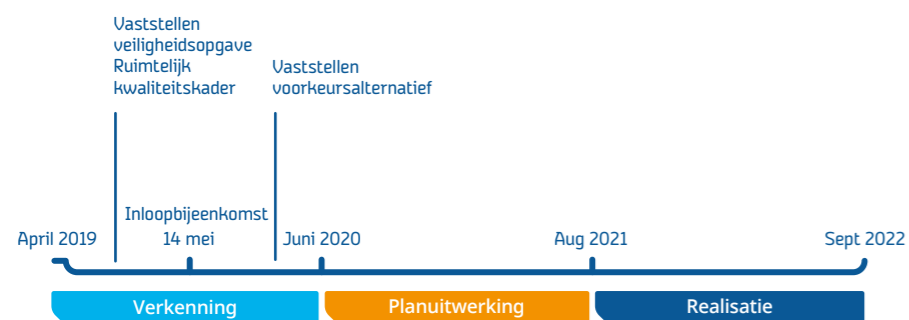 Vaststellen
veiligheidsopgave
Ruimtelijk
kwaliteitskader
Vaststellen
voorkeursalternatief
Inloopbijeenkomst
14 mei
April 2019
Juni 2020
Aug 2021
Sept 2022
Verkenning
Planuitwerking
Realisatie